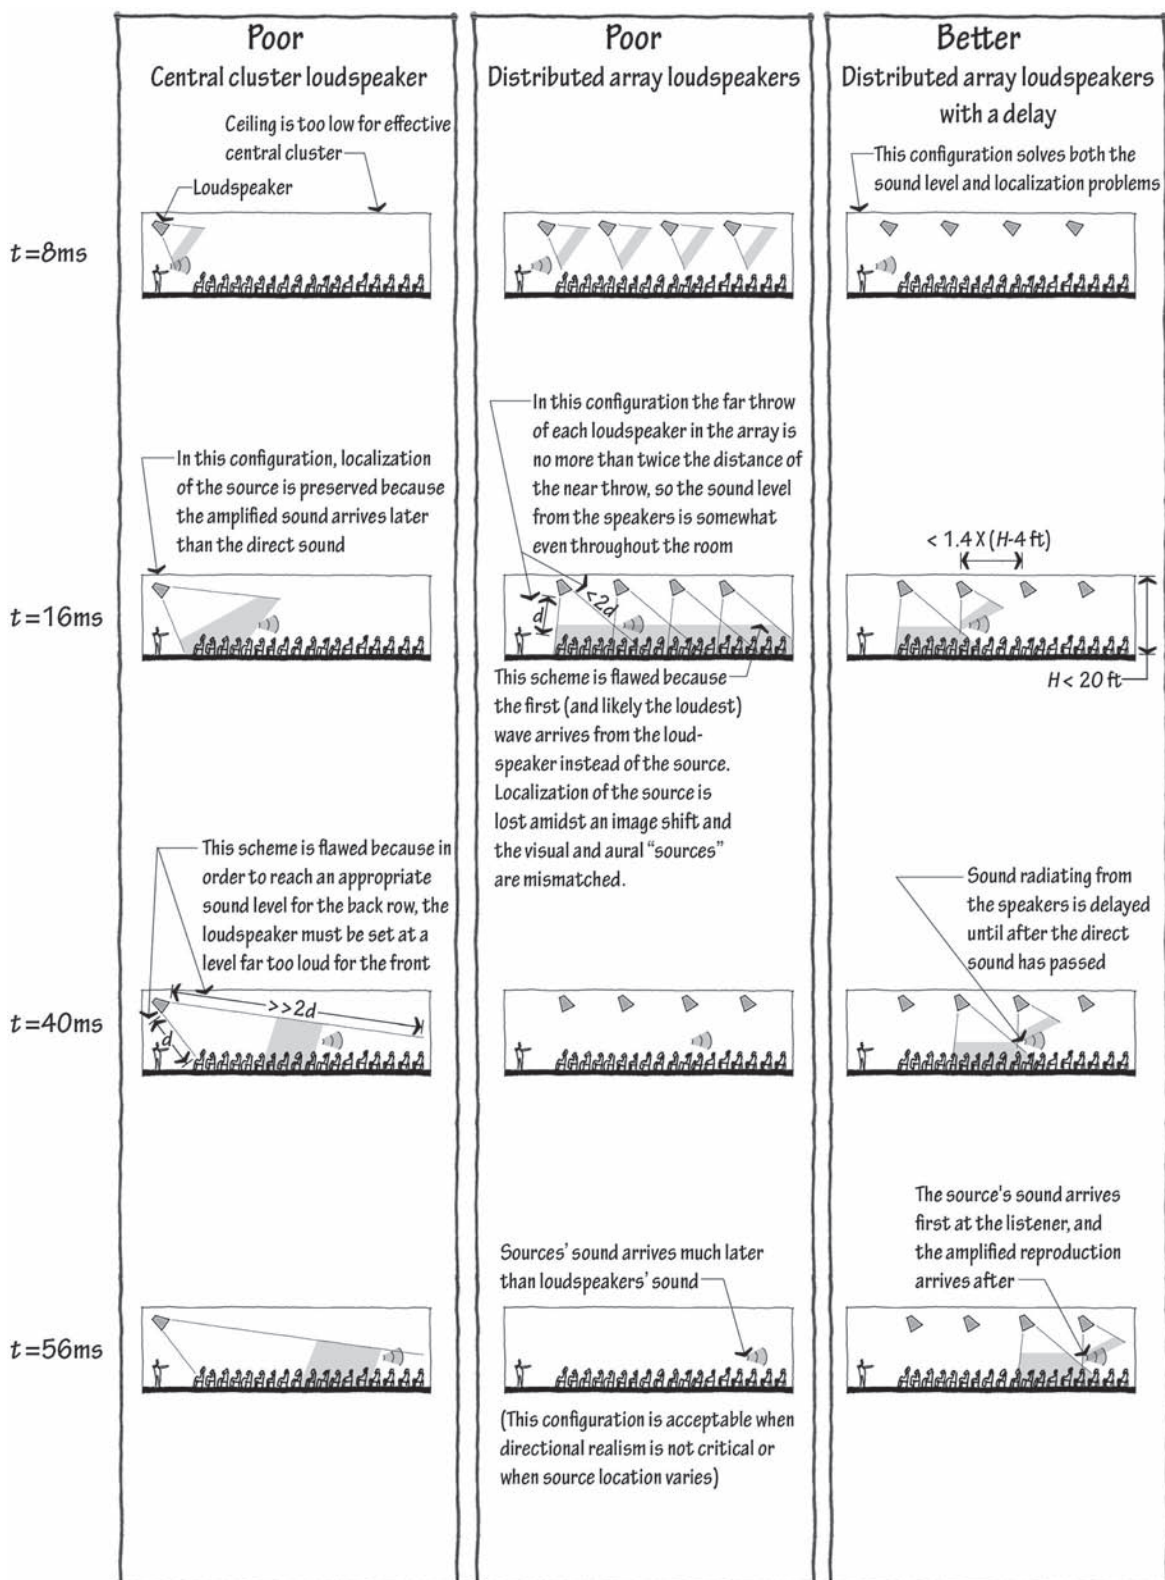 Poor
Central cluster loudspeaker
Ceiling is too low for effective
central cluster
Loudspeaker
Poor
Distributed array loudspeakers
Better
Distributed array loudspeakers
with a delay
This configuration solves both the
sound level and localization problems
t=8ms
In this configuration, localization
of the source is preserved because
the amplified sound arrives later
than the direct sound
In this configuration the far throw
of each loudspeaker in the array is
no more than twice the distance of
the near throw, so the sound level
from the speakers is somewhat
even throughout the room
< 1.4 X (H-4 ft)
t=16ms
d
<2d
H < 20 ft
This scheme is flawed because
the first (and likely the loudest)
wave arrives from the loud-
speaker instead of the source.
Localization of the source is
lost amidst an image shift and
the visual and aural “sources”
are mismatched.
This scheme is flawed because in
order to reach an appropriate
sound level for the back row, the
loudspeaker must be set at a
level far too loud for the front
Sound radiating from
the speakers is delayed
until after the direct
sound has passed
t=40ms
>>2d
d
Sources’ sound arrives much later
than loudspeakers’ sound
The source's sound arrives
first at the listener, and
the amplified reproduction
arrives after
t=56ms
(This configuration is acceptable when
directional realism is not critical or
when source location varies)